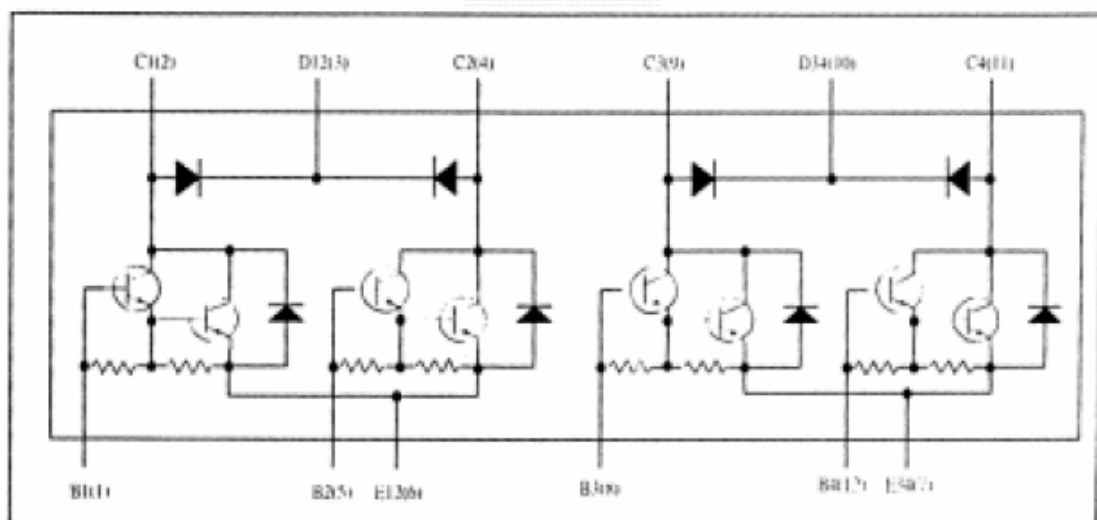 C1(2) D12(3) C2(4) C3(9) D34(10) C4(11)
B1(1) B2(5) E12(6) B3(8) B4(12) E34(7)